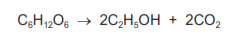 C₆H₁₂O₆ → 2C₂H₅OH + 2CO₂